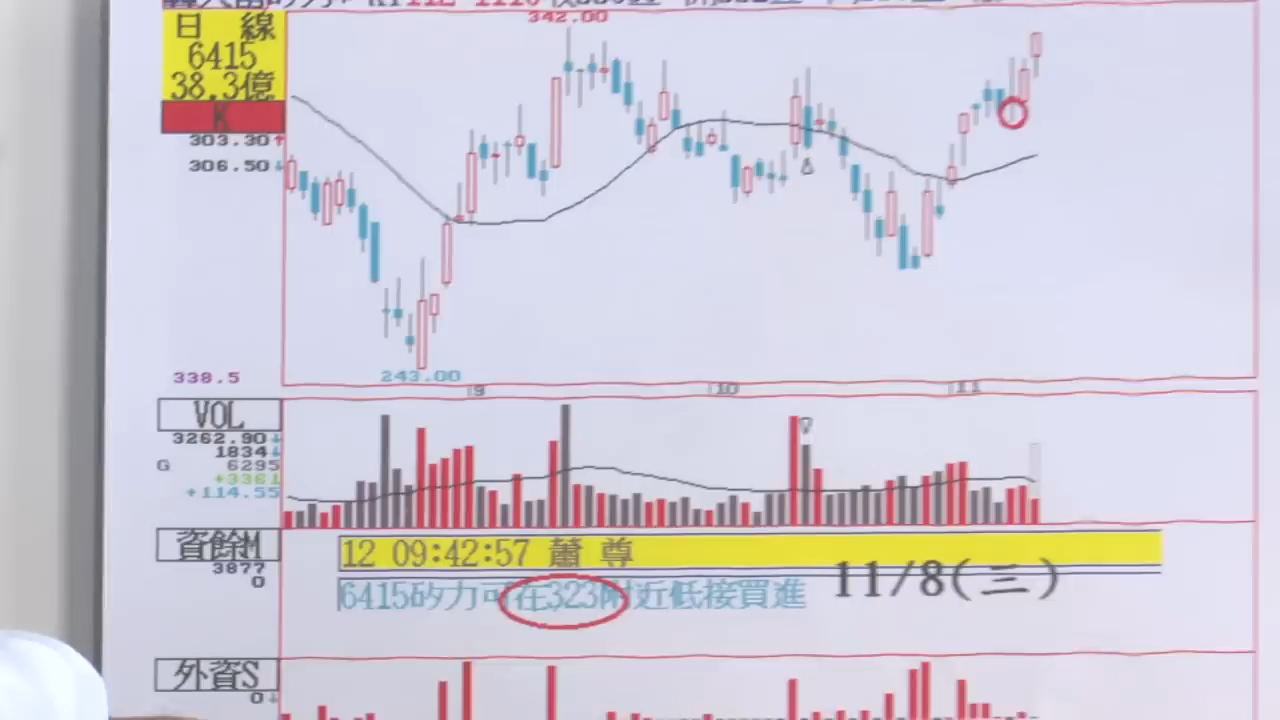 342.00
日 線
6415
38.3億
K
303.30↑
306.50↓
338.5
243.00
9
10
11
VOL
3262.90↓
1834↓
G 6295
+3361
+114.55
資餘M
3877
0
12 09:42:57 蕭 尊
11/8(三)
6415矽力可在323附近低接買進
外資S
0↓